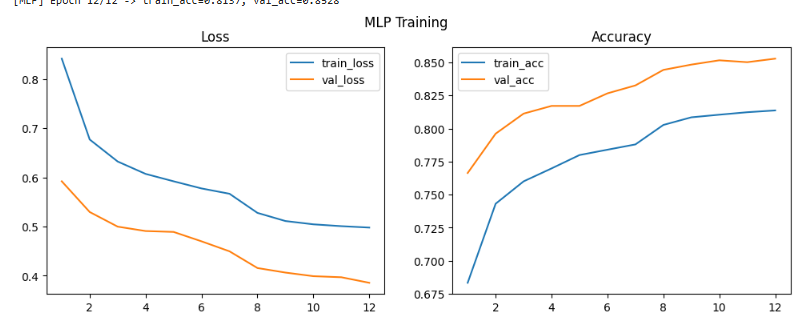 [MLP] Epoch 12/12 -> train_acc=0.8137, val_acc=0.8528
MLP Training
Loss
train_loss
val_loss
0.8
0.7
0.6
0.5
0.4
2 4 6 8 10 12
Accuracy
train_acc
val_acc
0.850
0.825
0.800
0.775
0.750
0.725
0.700
0.675
2 4 6 8 10 12